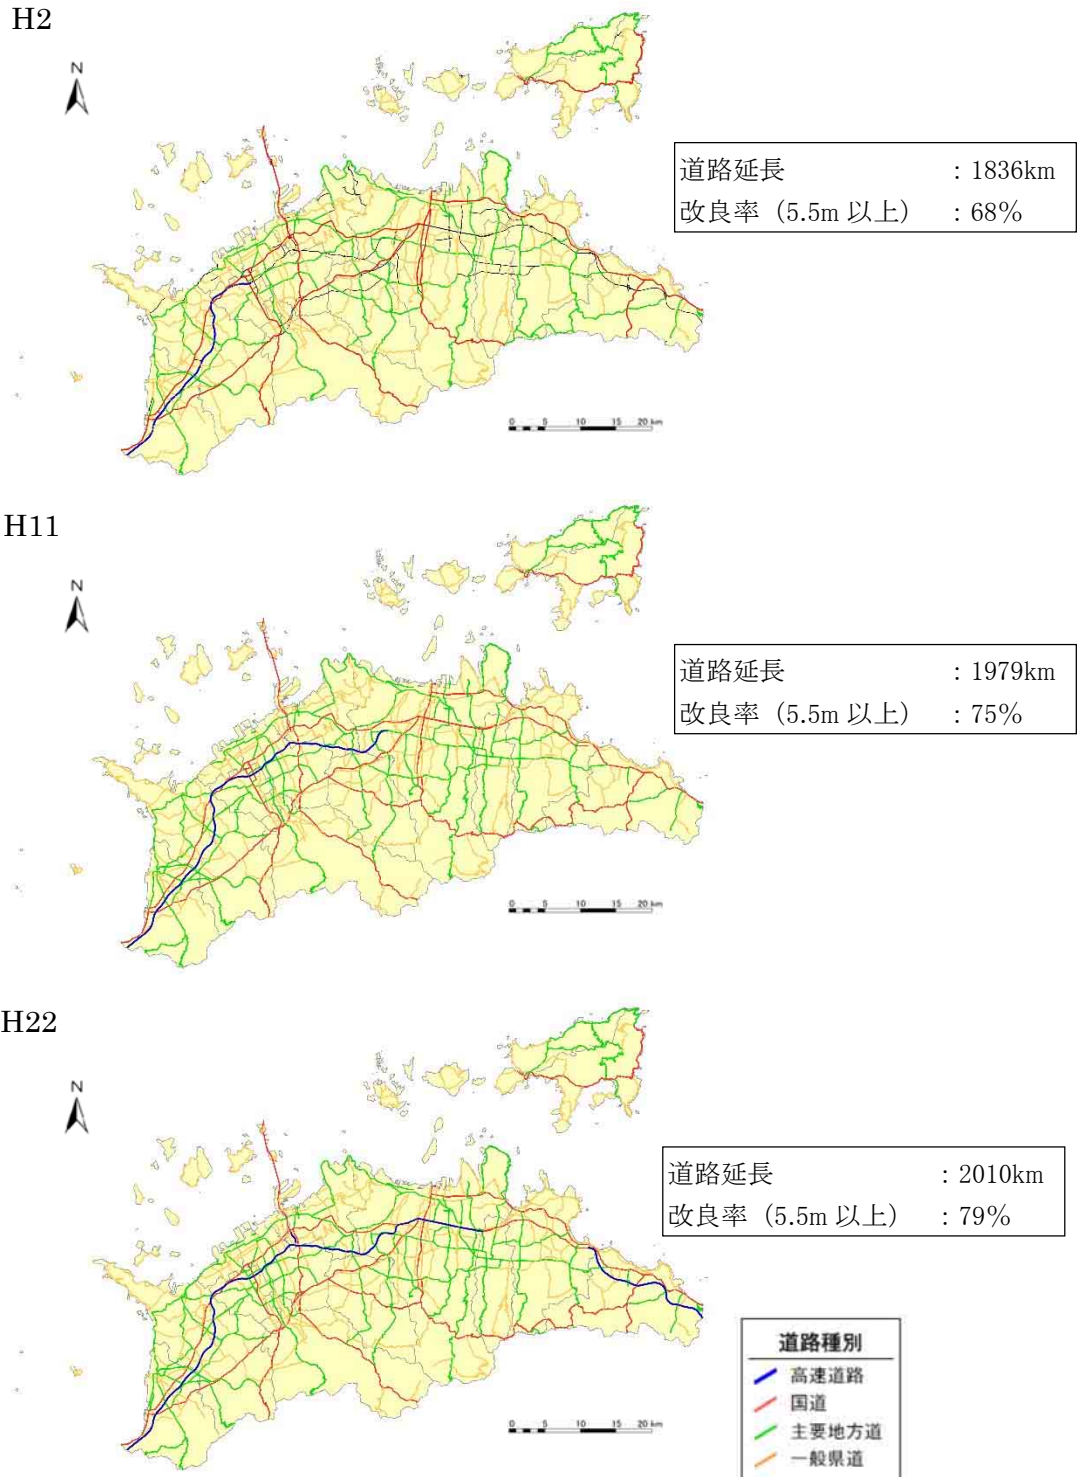 H2
N
道路延長 : 1836km
改良率 (5.5m 以上) : 68%
0 5 10 15 20 km
H11
N
道路延長 : 1979km
改良率 (5.5m 以上) : 75%
0 5 10 15 20 km
H22
N
道路延長 : 2010km
改良率 (5.5m 以上) : 79%
道路種別
高速道路
国道
主要地方道
一般県道
0 5 10 15 20 km